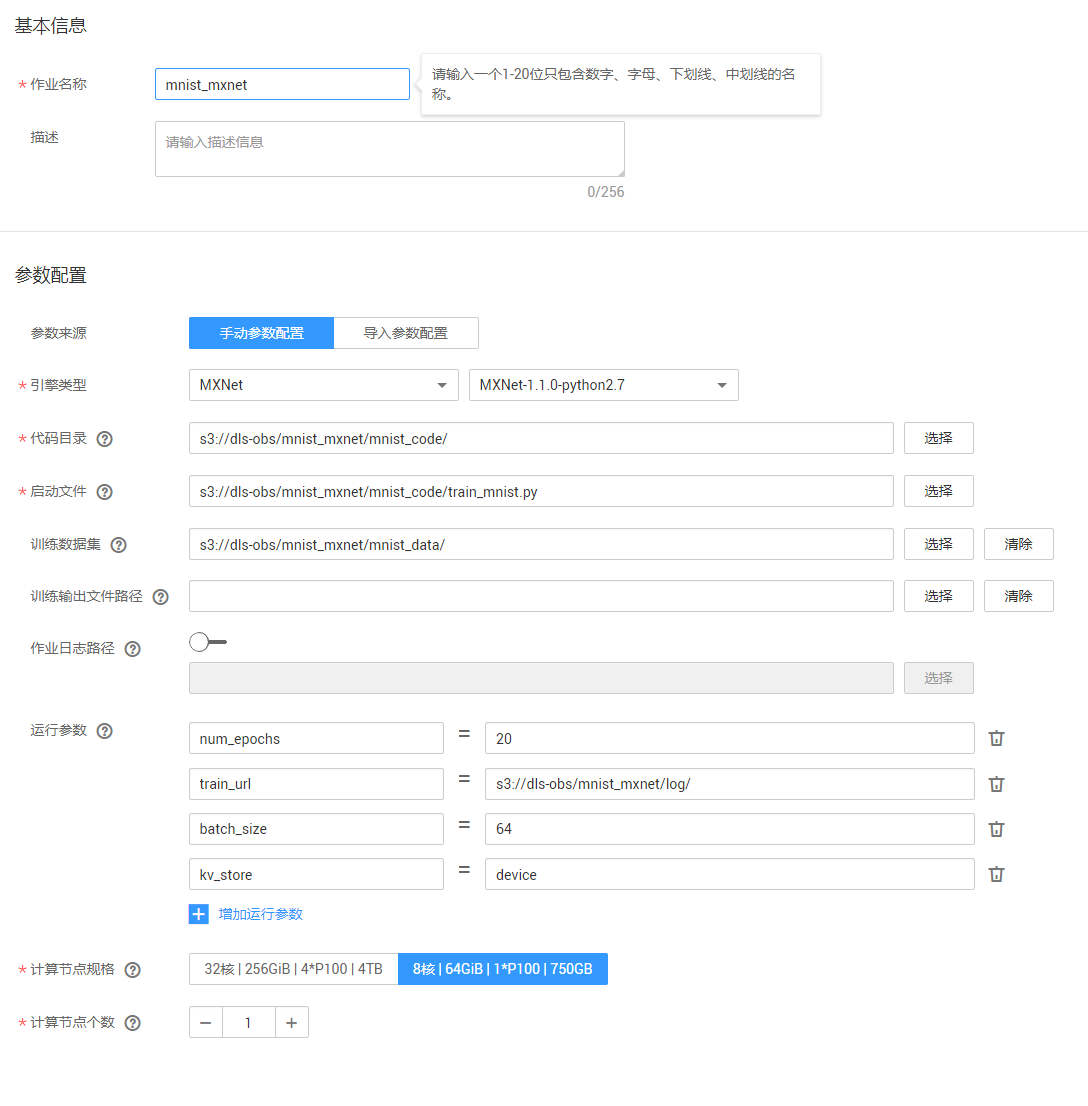 基本信息
* 作业名称 mnist_mxnet 请输入一个1-20位只包含数字、字母、下划线、中划线的名
称。
描述 请输入描述信息
0/256
参数配置
参数来源 手动参数配置 导入参数配置
* 引擎类型 MXNet MXNet-1.1.0-python2.7
* 代码目录 ? s3://dls-obs/mnist_mxnet/mnist_code/ 选择
* 启动文件 ? s3://dls-obs/mnist_mxnet/mnist_code/train_mnist.py 选择
训练数据集 ? s3://dls-obs/mnist_mxnet/mnist_data/ 选择 清除
训练输出文件路径 ? 选择 清除
作业日志路径 ?
选择
运行参数 ? num_epochs = 20
train_url = s3://dls-obs/mnist_mxnet/log/
batch_size = 64
kv_store = device
+ 增加运行参数
* 计算节点规格 ? 32核 | 256GiB | 4*P100 | 4TB 8核 | 64GiB | 1*P100 | 750GB
* 计算节点个数 ? − 1 +